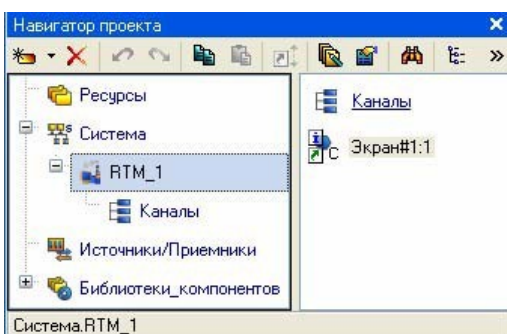 Навигатор проекта
Ресурсы
Система
RTM_1
Каналы
Источники/Приемники
Библиотеки_компонентов
Каналы
Экран#1:1
Система.RTM_1